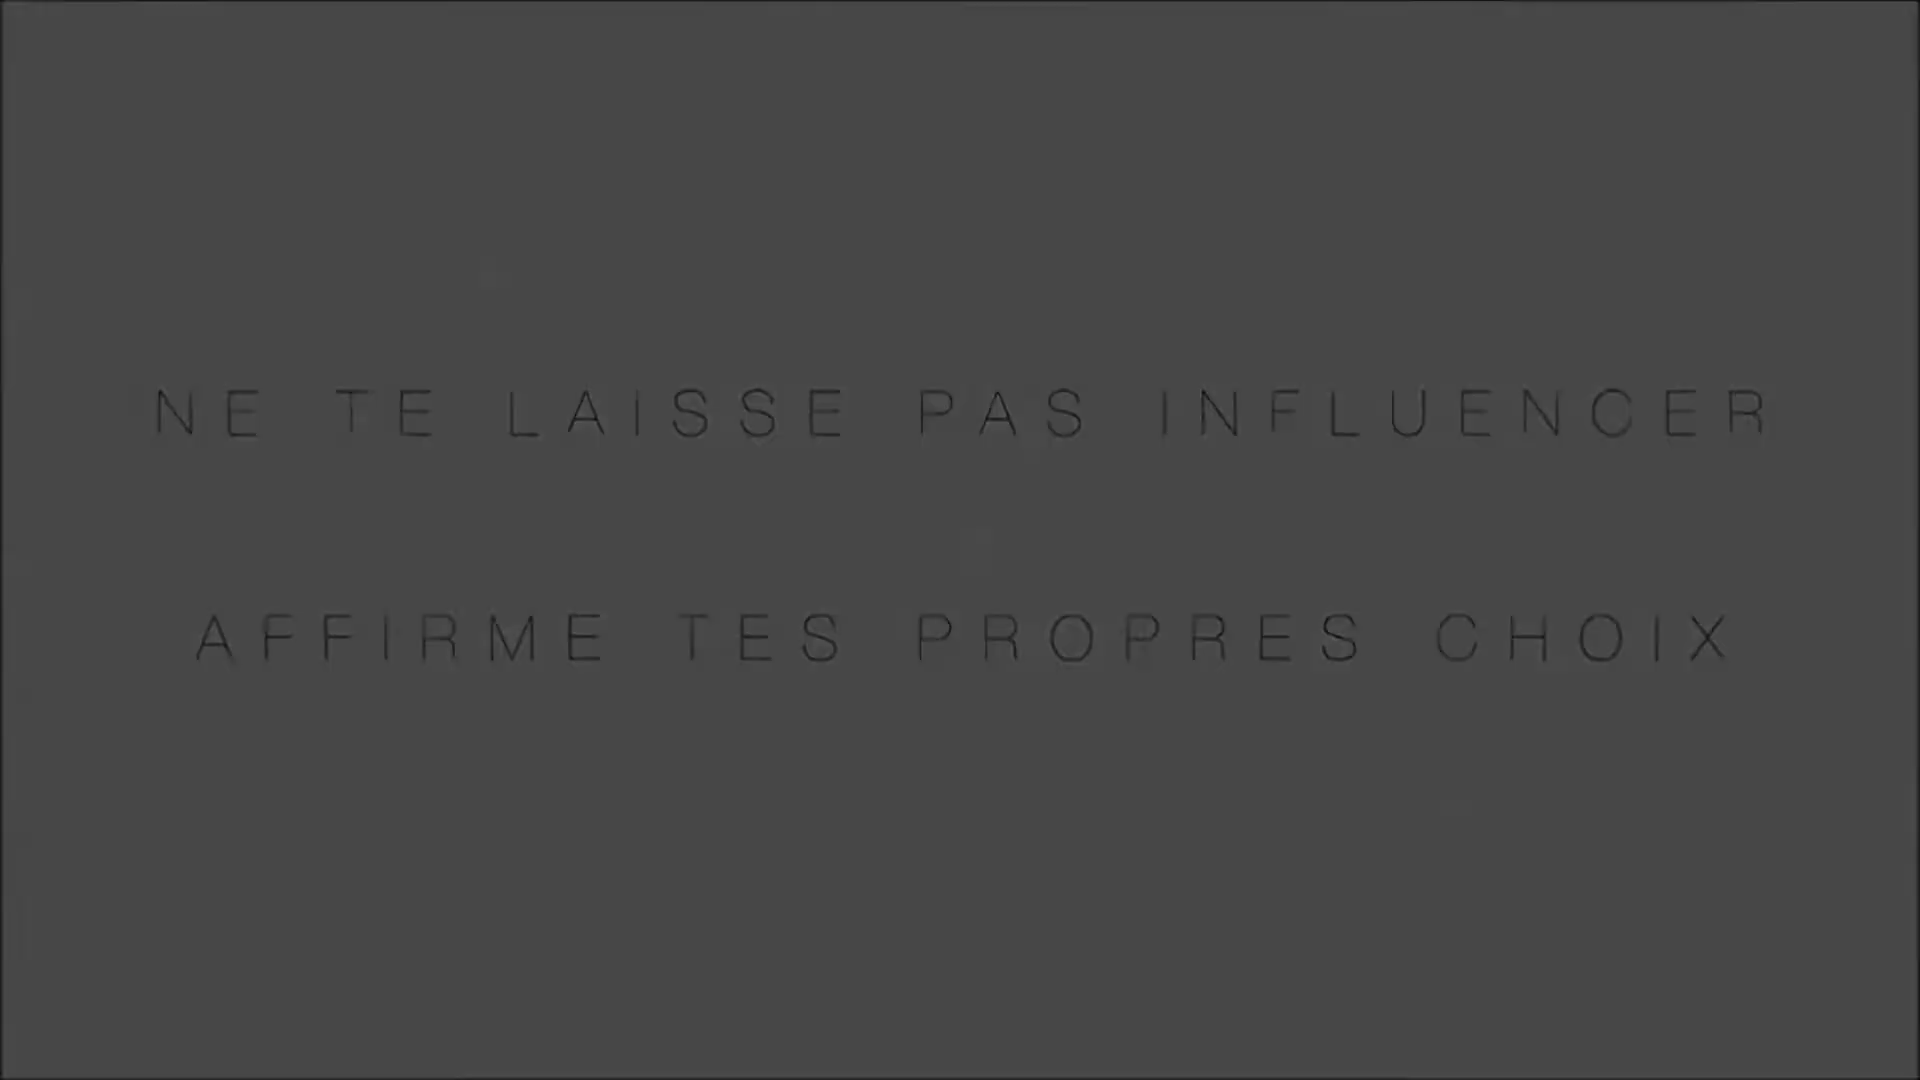 NE TE LAISSE PAS INFLUENCER
AFFIRME TES PROPRES CHOIX